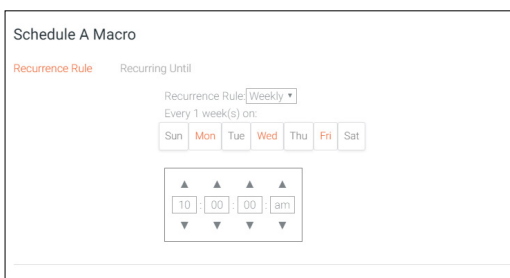 Schedule A Macro
Recurrence Rule Recurring Until
Recurrence Rule: Weekly
Every 1 week(s) on:
Sun Mon Tue Wed Thu Fri Sat
10 : 00 : 00 : am